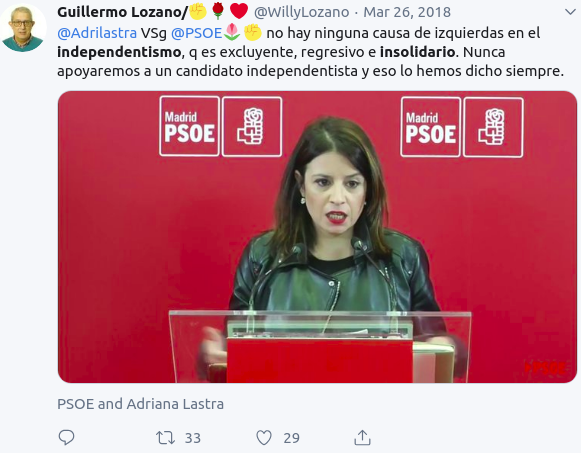 Guillermo Lozano/✊🌹❤ @WillyLozano · Mar 26, 2018
@Adrilastra VSg @PSOE🌷✊ no hay ninguna causa de izquierdas en el
independentismo, q es excluyente, regresivo e insolidario. Nunca
apoyaremos a un candidato independentista y eso lo hemos dicho siempre.
Madrid
PSOE
Madrid
PSOE
PSOE and Adriana Lastra
33 29